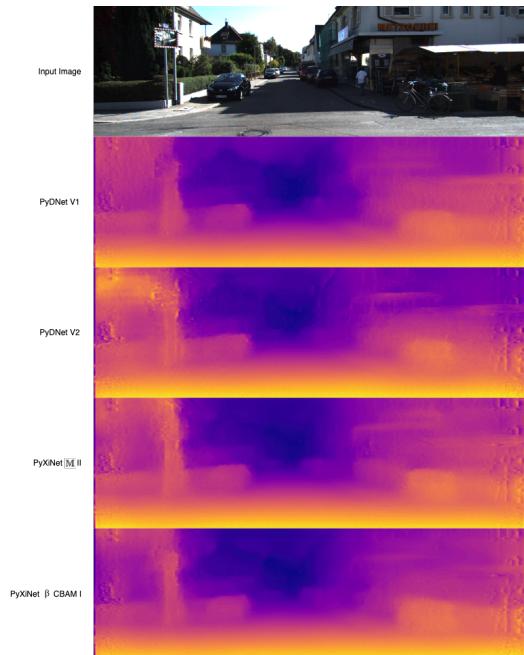 Input Image
PyDNet V1
PyDNet V2
PyXiNet 𝕄 II
PyXiNet β CBAM I